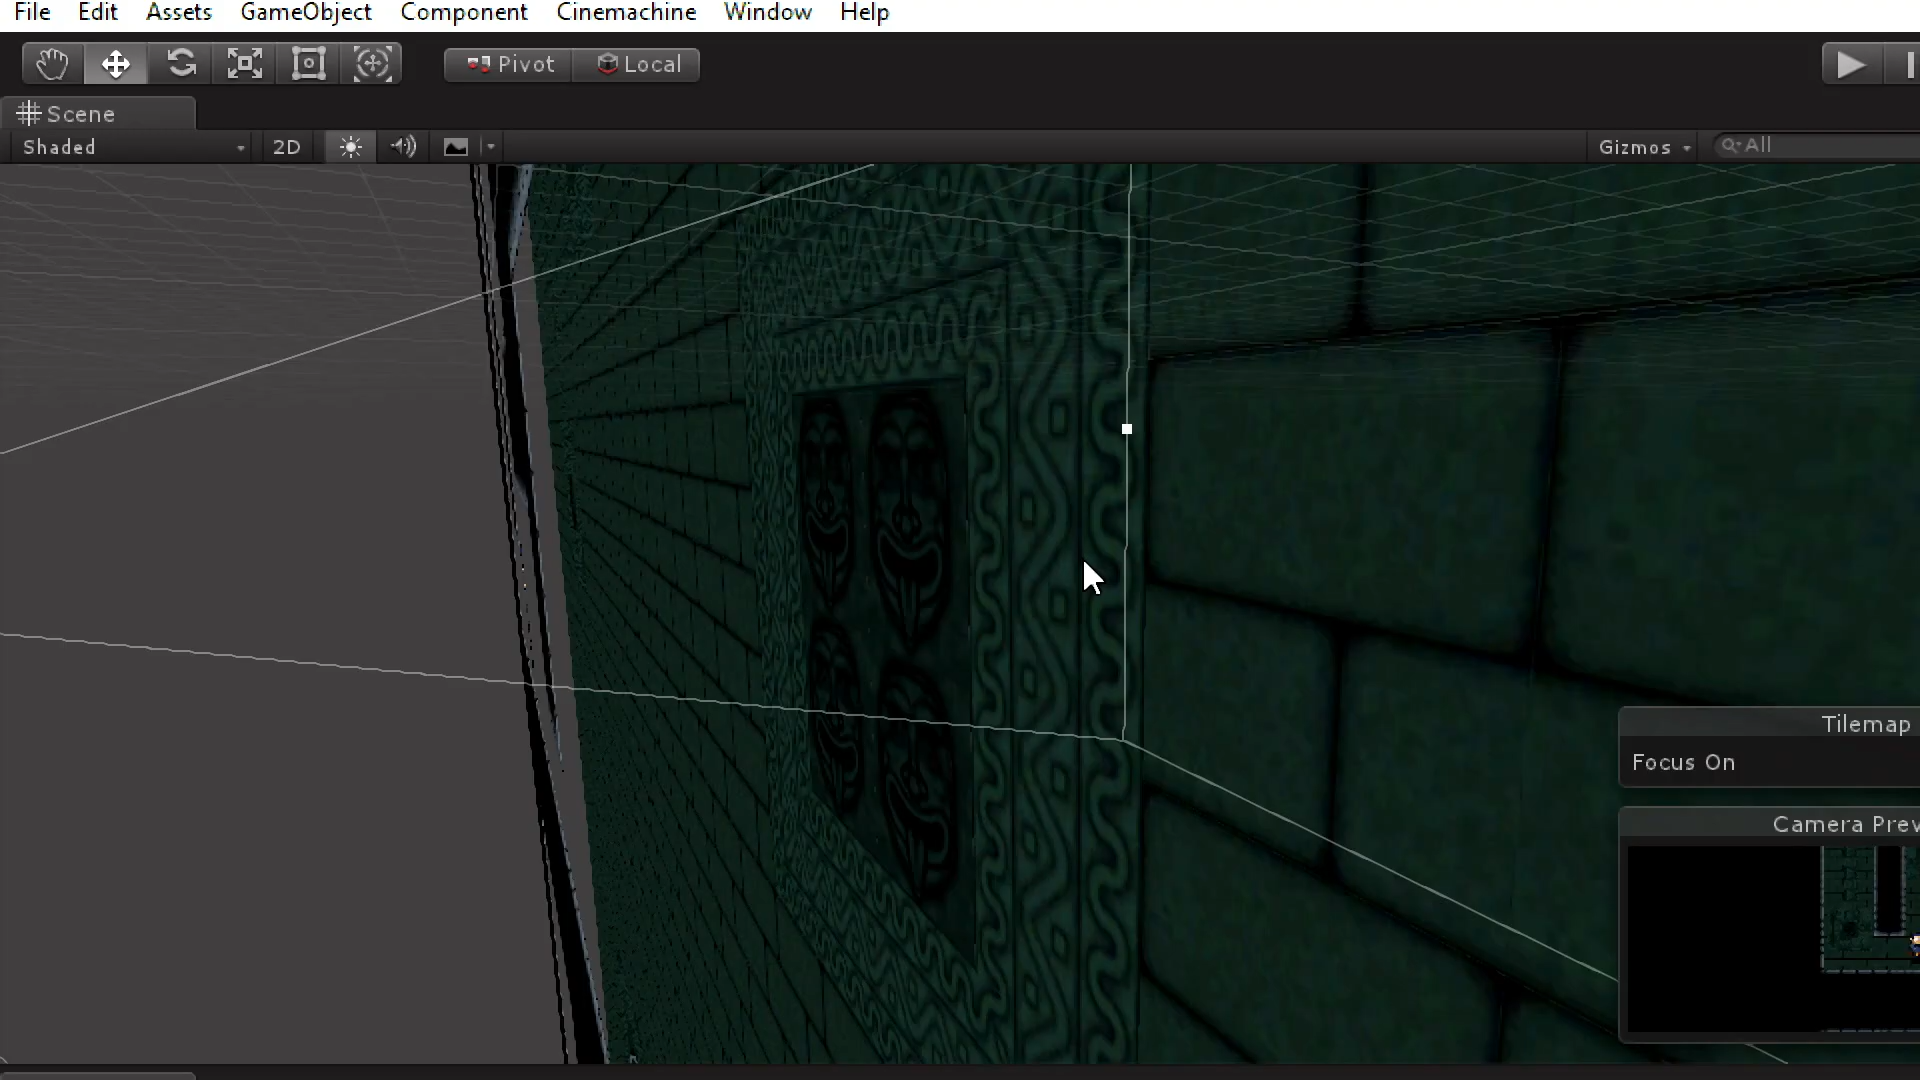 File Edit Assets GameObject Component Cinemachine Window Help
Pivot Local
Scene
Shaded 2D Gizmos All
Tilemap
Focus On
Camera Prev